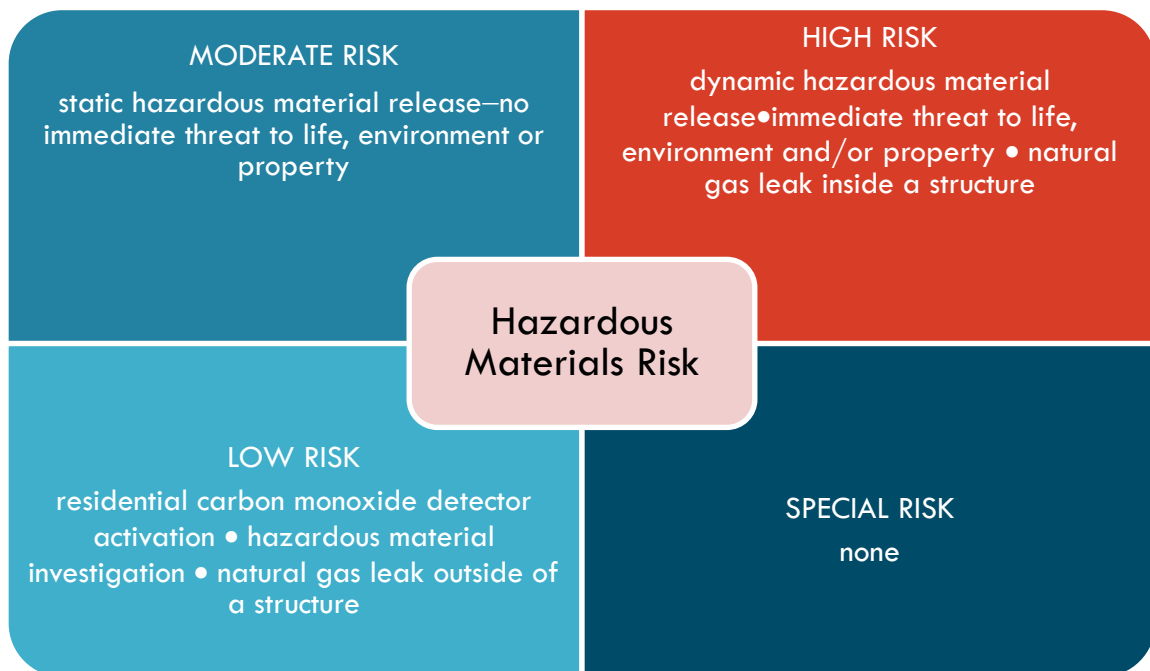 MODERATE RISK
static hazardous material release—no
immediate threat to life, environment or
property
HIGH RISK
dynamic hazardous material
release•immediate threat to life,
environment and/or property • natural
gas leak inside a structure
Hazardous
Materials Risk
LOW RISK
residential carbon monoxide detector
activation • hazardous material
investigation • natural gas leak outside of
a structure
SPECIAL RISK
none